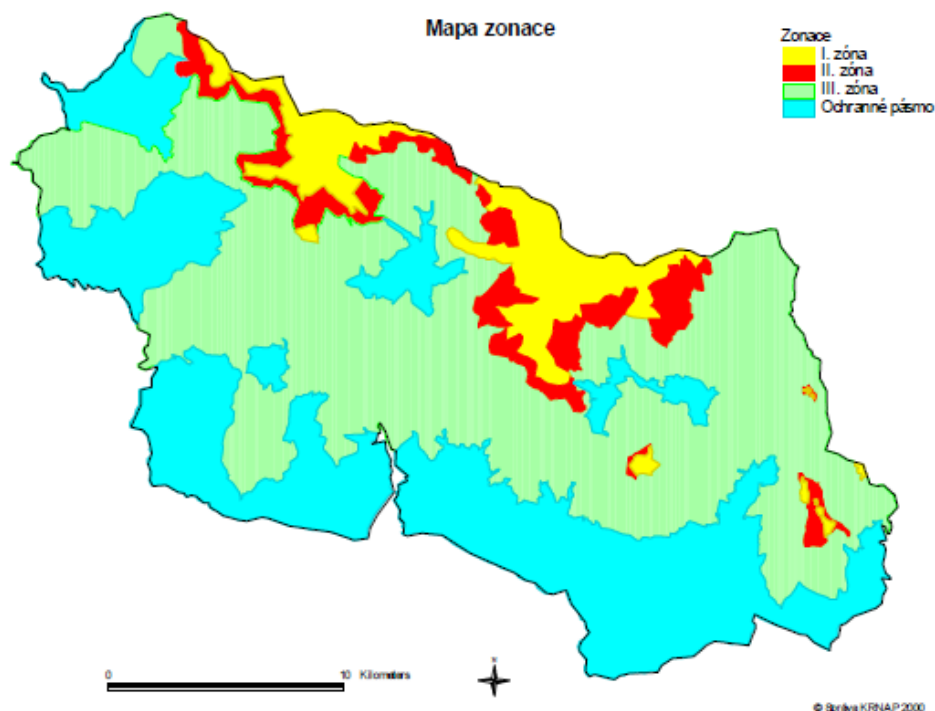 Mapa zonace
Zonace
I. zóna
II. zóna
III. zóna
Ochranné pásmo
0 10 Kilometers
N
© Správa KRNAP 2000